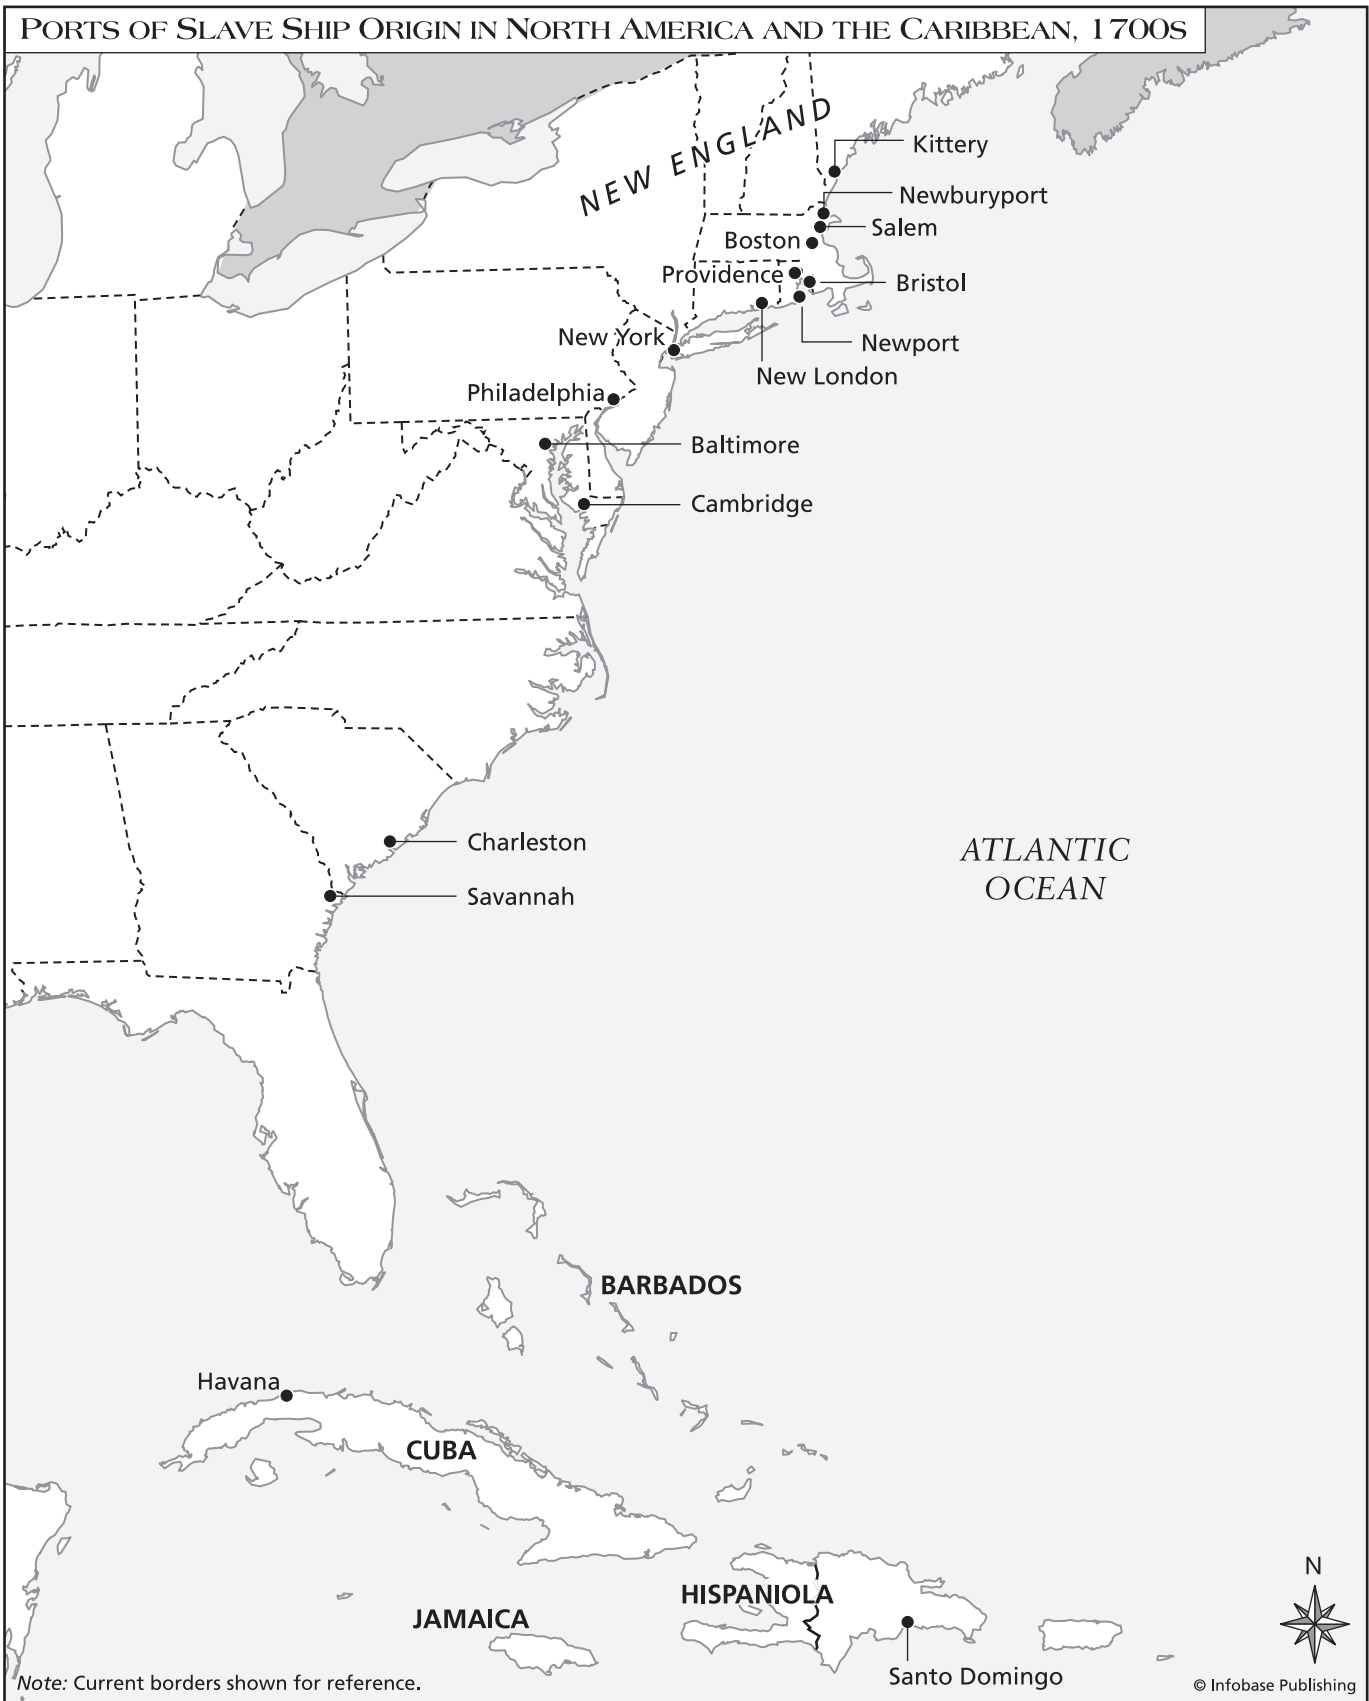 PORTS OF SLAVE SHIP ORIGIN IN NORTH AMERICA AND THE CARIBBEAN, 1700S
NEW ENGLAND
Kittery
Newburyport
Salem
Boston
Providence
Bristol
New York
Newport
New London
Philadelphia
Baltimore
Cambridge
Charleston
Savannah
ATLANTIC
OCEAN
BARBADOS
Havana
CUBA
HISPANIOLA
JAMAICA
Santo Domingo
N
Note: Current borders shown for reference.
© Infobase Publishing